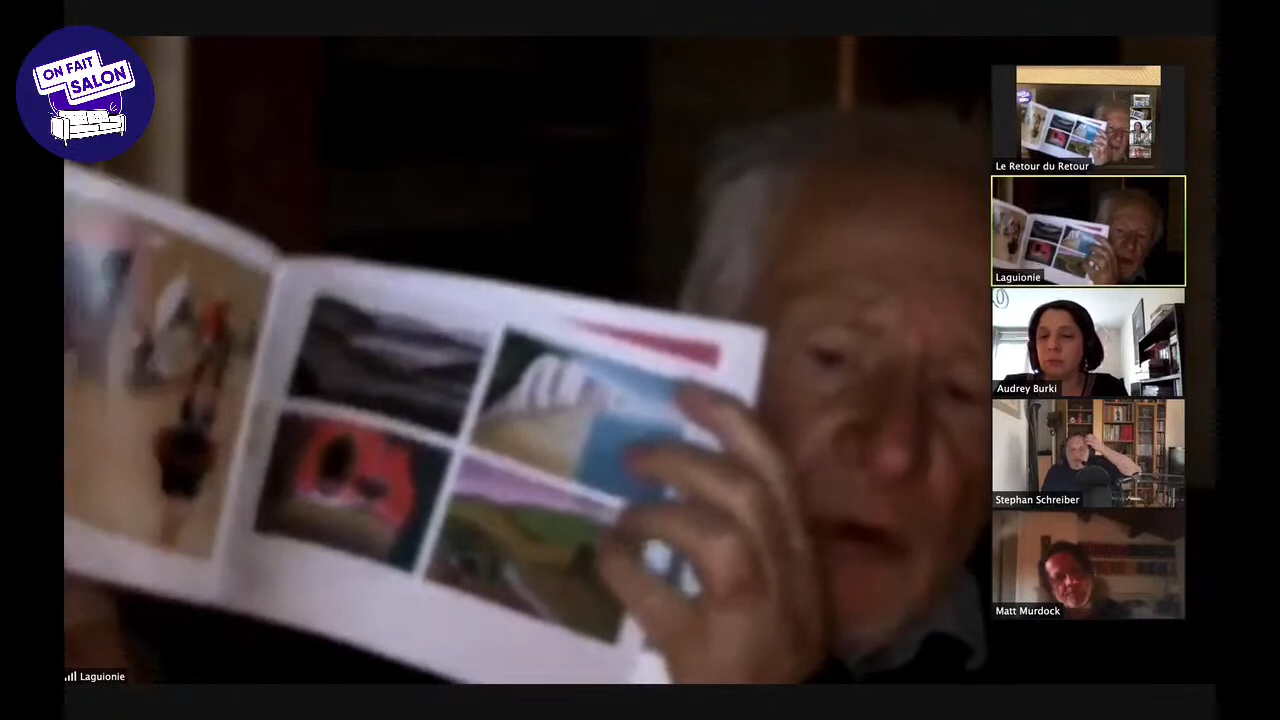 ON FAIT
SALON
Le Retour du Retour
Laguionie
Audrey Burki
Stephan Schreiber
Matt Murdock
Laguionie